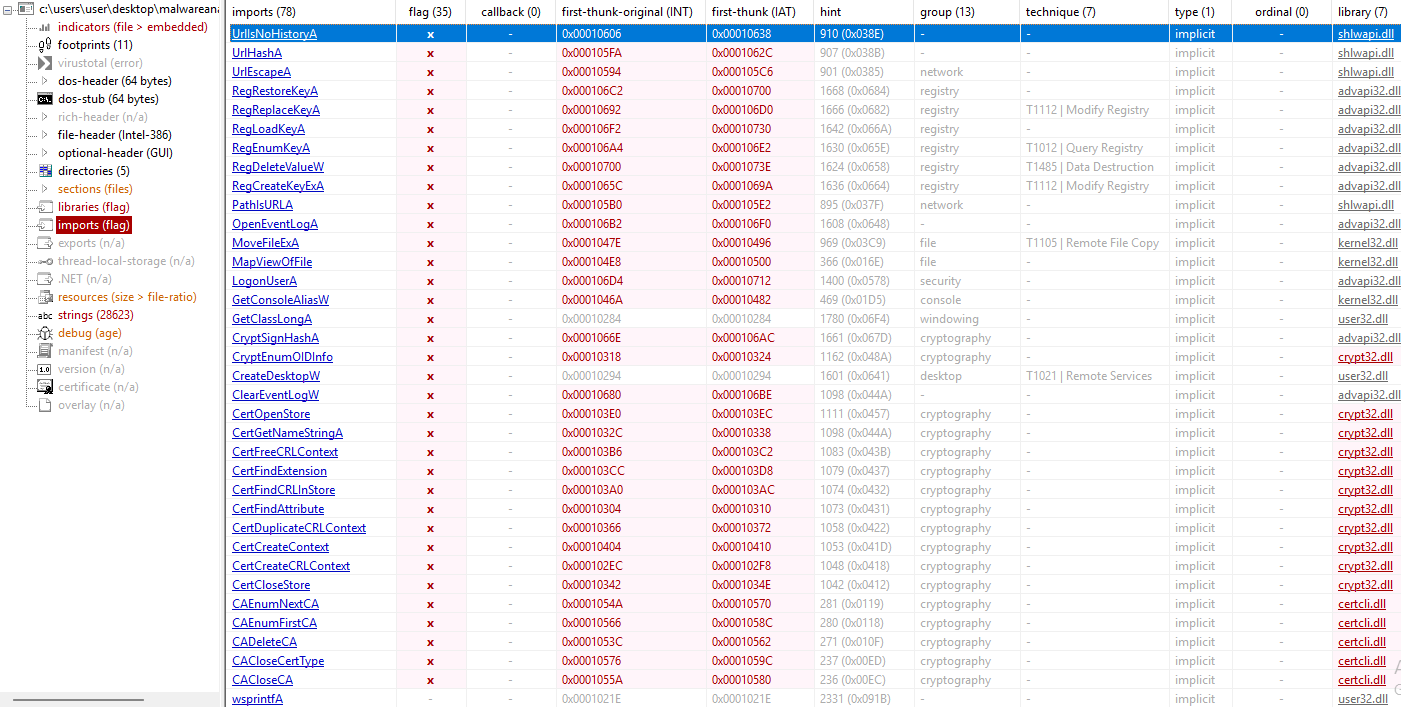 c:\users\user\desktop\malwareana
indicators (file > embedded)
footprints (11)
virustotal (error)
dos-header (64 bytes)
dos-stub (64 bytes)
rich-header (n/a)
file-header (Intel-386)
optional-header (GUI)
directories (5)
sections (files)
libraries (flag)
imports (flag)
exports (n/a)
thread-local-storage (n/a)
.NET (n/a)
resources (size > file-ratio)
abc strings (28623)
debug (age)
manifest (n/a)
1.0 version (n/a)
certificate (n/a)
overlay (n/a)
imports (78) flag (35) callback (0) first-thunk-original (INT) first-thunk (IAT) hint group (13) technique (7) type (1) ordinal (0) library (7)
UrlIsNoHistoryA x - 0x00010606 0x00010638 910 (0x038E) - - implicit - shlwapi.dll
UrlHashA x - 0x000105FA 0x0001062C 907 (0x038B) - - implicit - shlwapi.dll
UrlEscapeA x - 0x00010594 0x000105C6 901 (0x0385) network - implicit - shlwapi.dll
RegRestoreKeyA x - 0x000106C2 0x00010700 1668 (0x0684) registry - implicit - advapi32.dll
RegReplaceKeyA x - 0x00010692 0x000106D0 1666 (0x0682) registry T1112 | Modify Registry implicit - advapi32.dll
RegLoadKeyA x - 0x000106F2 0x00010730 1642 (0x066A) registry - implicit - advapi32.dll
RegEnumKeyA x - 0x000106A4 0x000106E2 1630 (0x065E) registry T1012 | Query Registry implicit - advapi32.dll
RegDeleteValueW x - 0x00010700 0x0001073E 1624 (0x0658) registry T1485 | Data Destruction implicit - advapi32.dll
RegCreateKeyExA x - 0x0001065C 0x0001069A 1636 (0x0664) registry T1112 | Modify Registry implicit - advapi32.dll
PathIsURLA x - 0x000105B0 0x000105E2 895 (0x037F) network - implicit - shlwapi.dll
OpenEventLogA x - 0x000106B2 0x000106F0 1608 (0x0648) - - implicit - advapi32.dll
MoveFileExA x - 0x0001047E 0x00010496 969 (0x03C9) file T1105 | Remote File Copy implicit - kernel32.dll
MapViewOfFile x - 0x000104E8 0x00010500 366 (0x016E) file - implicit - kernel32.dll
LogonUserA x - 0x000106D4 0x00010712 1400 (0x0578) security - implicit - advapi32.dll
GetConsoleAliasW x - 0x0001046A 0x00010482 469 (0x01D5) console - implicit - kernel32.dll
GetClassLongA x - 0x00010284 0x00010284 1780 (0x06F4) windowing - implicit - user32.dll
CryptSignHashA x - 0x0001066E 0x000106AC 1661 (0x067D) cryptography - implicit - advapi32.dll
CryptEnumOIDInfo x - 0x00010318 0x00010324 1162 (0x048A) cryptography - implicit - crypt32.dll
CreateDesktopW x - 0x00010294 0x00010294 1601 (0x0641) desktop T1021 | Remote Services implicit - user32.dll
ClearEventLogW x - 0x00010680 0x000106BE 1098 (0x044A) - - implicit - advapi32.dll
CertOpenStore x - 0x000103E0 0x000103EC 1111 (0x0457) cryptography - implicit - crypt32.dll
CertGetNameStringA x - 0x0001032C 0x00010338 1098 (0x044A) cryptography - implicit - crypt32.dll
CertFreeCRLContext x - 0x000103B6 0x000103C2 1083 (0x043B) cryptography - implicit - crypt32.dll
CertFindExtension x - 0x000103CC 0x000103D8 1079 (0x0437) cryptography - implicit - crypt32.dll
CertFindCRLInStore x - 0x000103A0 0x000103AC 1074 (0x0432) cryptography - implicit - crypt32.dll
CertFindAttribute x - 0x00010304 0x00010310 1073 (0x0431) cryptography - implicit - crypt32.dll
CertDuplicateCRLContext x - 0x00010366 0x00010372 1058 (0x0422) cryptography - implicit - crypt32.dll
CertCreateContext x - 0x00010404 0x00010410 1053 (0x041D) cryptography - implicit - crypt32.dll
CertCreateCRLContext x - 0x000102EC 0x000102F8 1048 (0x0418) cryptography - implicit - crypt32.dll
CertCloseStore x - 0x00010342 0x0001034E 1042 (0x0412) cryptography - implicit - crypt32.dll
CAEnumNextCA x - 0x0001054A 0x00010570 281 (0x0119) cryptography - implicit - certcli.dll
CAEnumFirstCA x - 0x00010566 0x0001058C 280 (0x0118) cryptography - implicit - certcli.dll
CADeleteCA x - 0x0001053C 0x00010562 271 (0x010F) cryptography - implicit - certcli.dll
CACloseCertType x - 0x00010576 0x0001059C 237 (0x00ED) cryptography - implicit - certcli.dll
CACloseCA x - 0x0001055A 0x00010580 236 (0x00EC) cryptography - implicit - certcli.dll
wsprintfA - - 0x0001021E 0x0001021E 2331 (0x091B) - - implicit - user32.dll